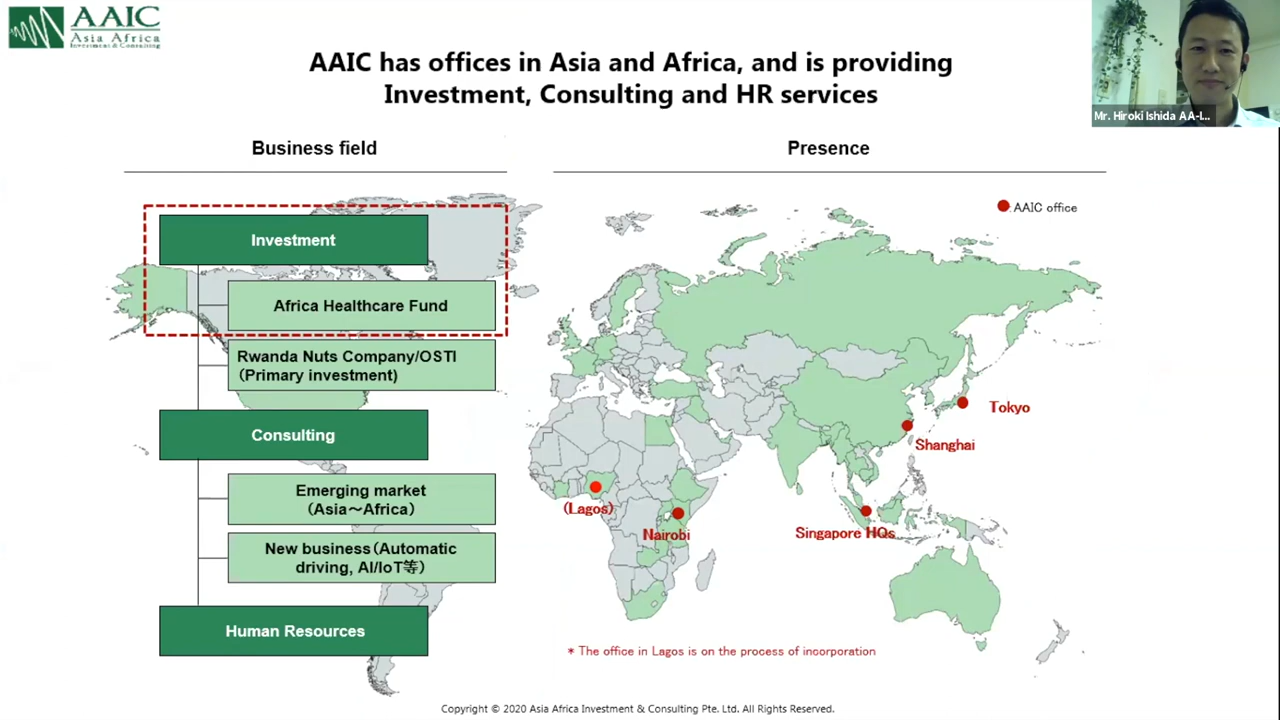 AAIC
Asia Africa
Investment & Consulting
AAIC has offices in Asia and Africa, and is providing
Investment, Consulting and HR services
Mr. Hiroki Ishida AA-I...
Business field
Presence
Investment
Africa Healthcare Fund
Rwanda Nuts Company/OSTI
(Primary investment)
Consulting
Emerging market
(Asia～Africa)
New business(Automatic
driving, AI/IoT等)
Human Resources
AAIC office
Tokyo
Shanghai
(Lagos)
Nairobi
Singapore HQs
* The office in Lagos is on the process of incorporation
Copyright © 2020 Asia Africa Investment & Consulting Pte. Ltd. All Rights Reserved.